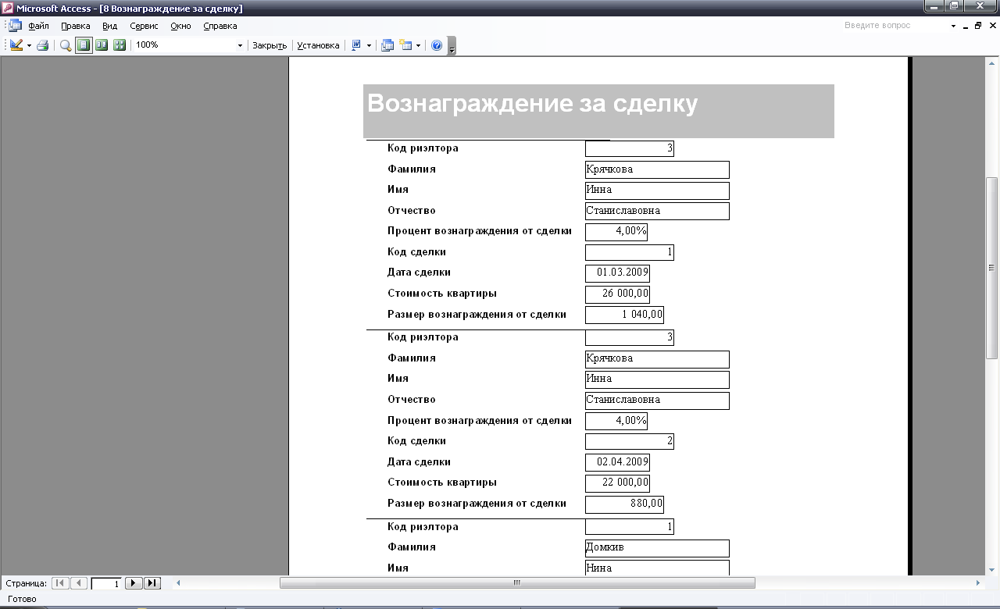 Microsoft Access - [8 Вознаграждение за сделку]
Файл Правка Вид Сервис Окно Справка Введите вопрос
100% Закрыть Установка
Вознаграждение за сделку
Код риэлтора 3
Фамилия Крячкова
Имя Инна
Отчество Станиславовна
Процент вознаграждения от сделки 4,00%
Код сделки 1
Дата сделки 01.03.2009
Стоимость квартиры 26 000,00
Размер вознаграждения от сделки 1 040,00
Код риэлтора 3
Фамилия Крячкова
Имя Инна
Отчество Станиславовна
Процент вознаграждения от сделки 4,00%
Код сделки 2
Дата сделки 02.04.2009
Стоимость квартиры 22 000,00
Размер вознаграждения от сделки 880,00
Код риэлтора 1
Фамилия Домкив
Имя Нина
Страница: 1
Готово